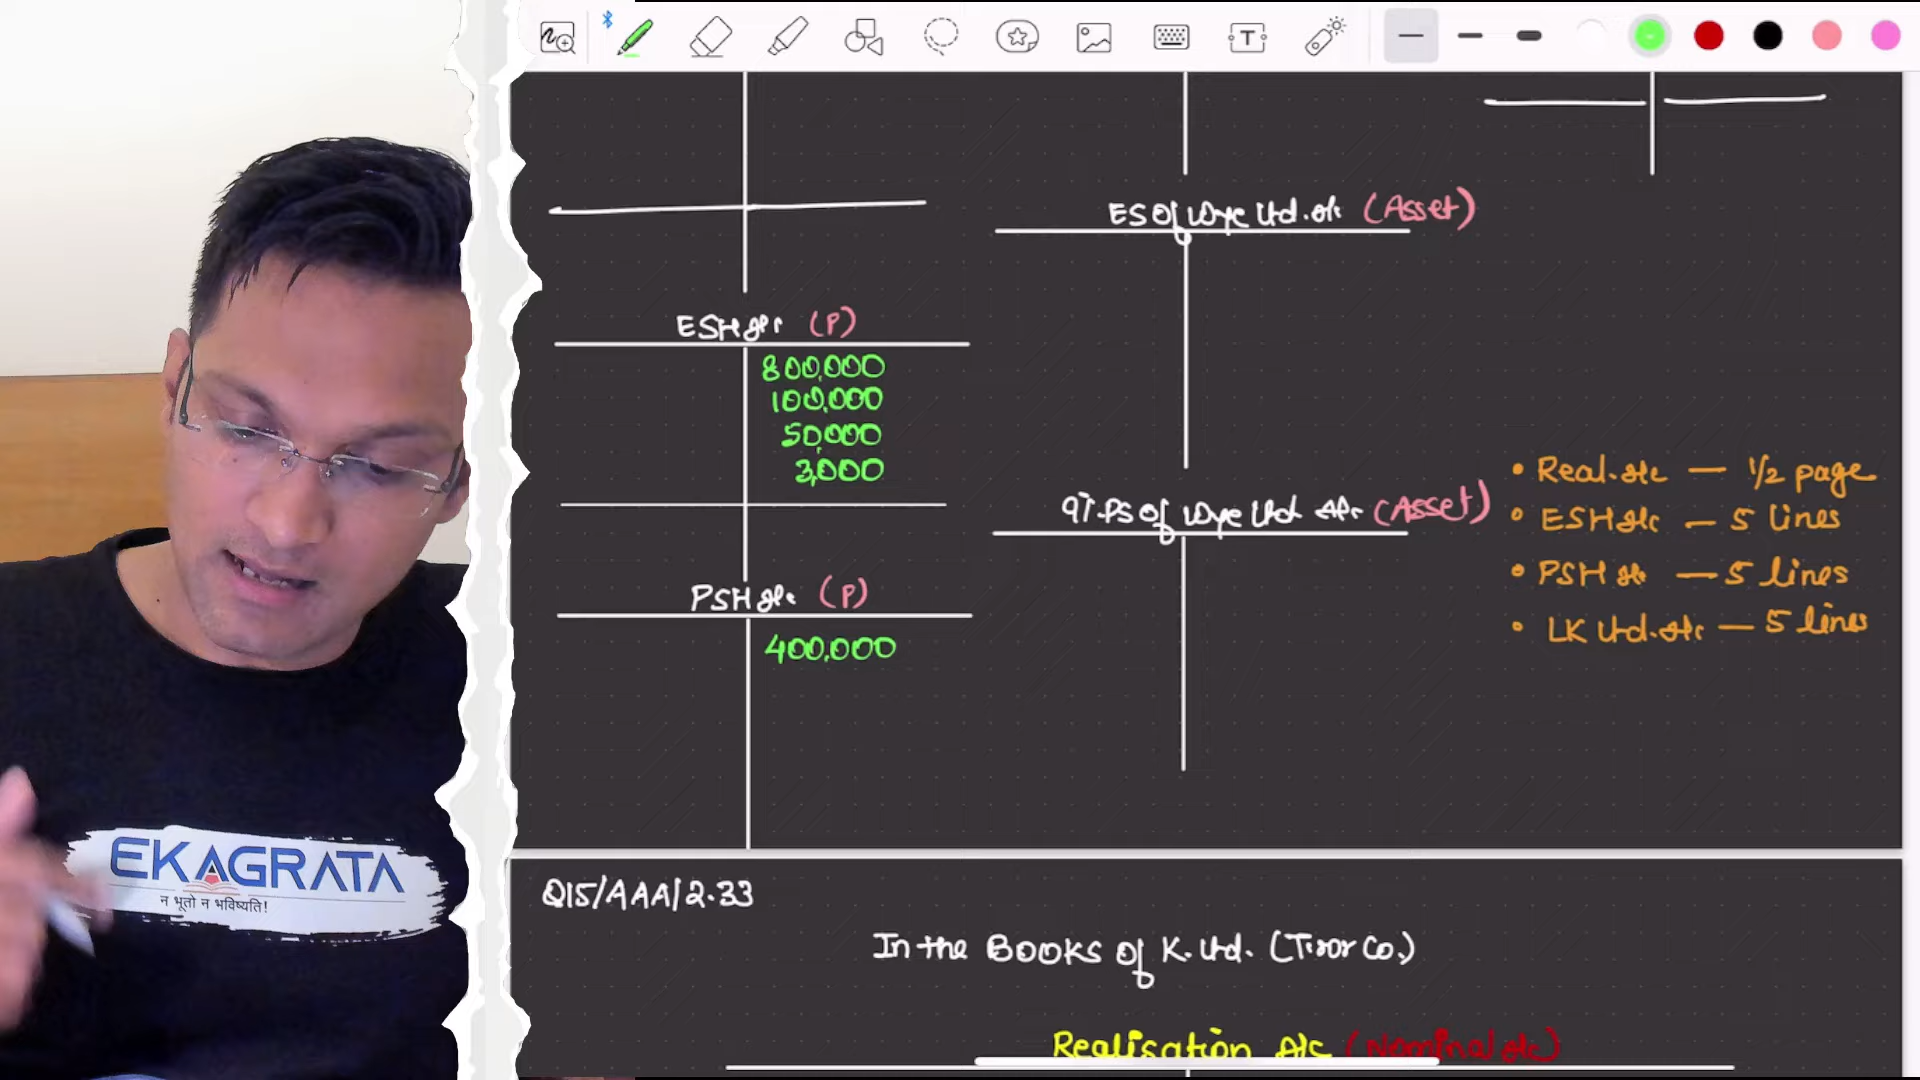 ES Of Wye Ltd. A/c (Asset)
ESH A/c (P)
800,000
100,000
50,000
3,000
9% PS Of Wye Ltd A/c (Asset)
PSH A/c (P)
400,000
• Real. A/c — 1/2 page
• ESH A/c — 5 lines
• PSH A/c — 5 lines
• LK Ltd. A/c — 5 lines
EKAGRATA
न भूतो न भविष्यति!
Q15/AAA/2.33
In the Books Of K. Ltd. (T'ror Co.)
Realisation A/c (Nominal A/c)
T